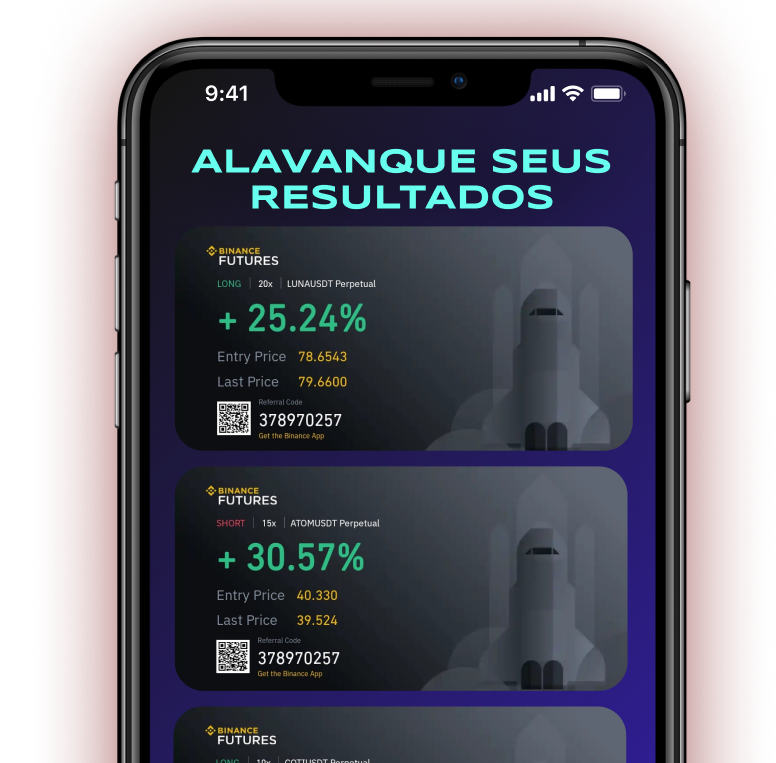 9:41
ALAVANQUE SEUS
RESULTADOS
BINANCE
FUTURES
LONG 20x LUNAUSDT Perpetual
+ 25.24%
Entry Price 78.6543
Last Price 79.6600
Referral Code
378970257
Get the Binance App
BINANCE
FUTURES
SHORT 15x ATOMUSDT Perpetual
+ 30.57%
Entry Price 40.330
Last Price 39.524
Referral Code
378970257
Get the Binance App
BINANCE
FUTURES
LONG 10x COTIUSDT Perpetual